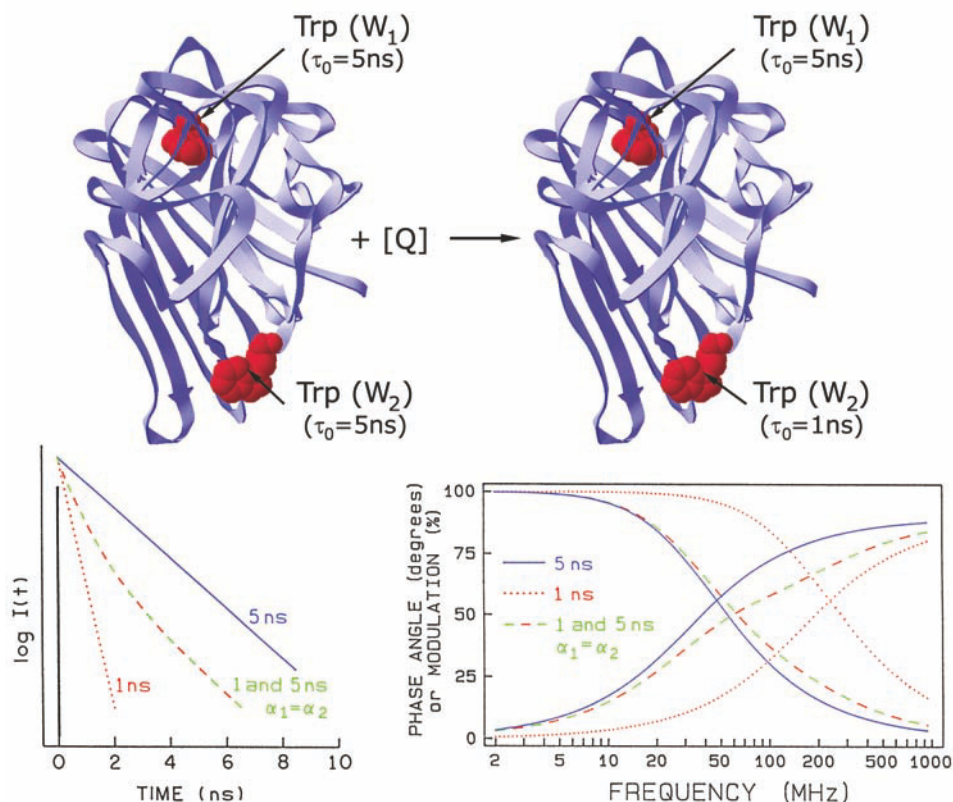 Trp (W₁)
(τ₀=5ns)
Trp (W₁)
(τ₀=5ns)
+ [Q]
Trp (W₂)
(τ₀=5ns)
Trp (W₂)
(τ₀=1ns)
log I(t)
5 ns
1ns
1 and 5ns
α₁=α₂
0 2 4 6 8 10
TIME (ns)
PHASE ANGLE (degrees)
or MODULATION (%)
100
75
50
25
0
5 ns
1 ns
1 and 5 ns
α₁=α₂
2 5 10 20 50 100 200 500 1000
FREQUENCY (MHz)